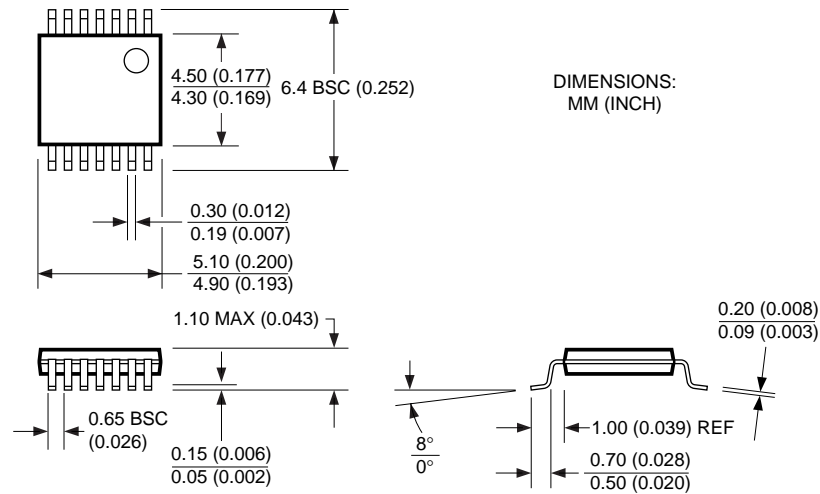 4.50 (0.177)
4.30 (0.169)
6.4 BSC (0.252)
DIMENSIONS:
MM (INCH)
0.30 (0.012)
0.19 (0.007)
5.10 (0.200)
4.90 (0.193)
1.10 MAX (0.043)
0.20 (0.008)
0.09 (0.003)
0.65 BSC
(0.026)
0.15 (0.006)
0.05 (0.002)
8°
0°
1.00 (0.039) REF
0.70 (0.028)
0.50 (0.020)